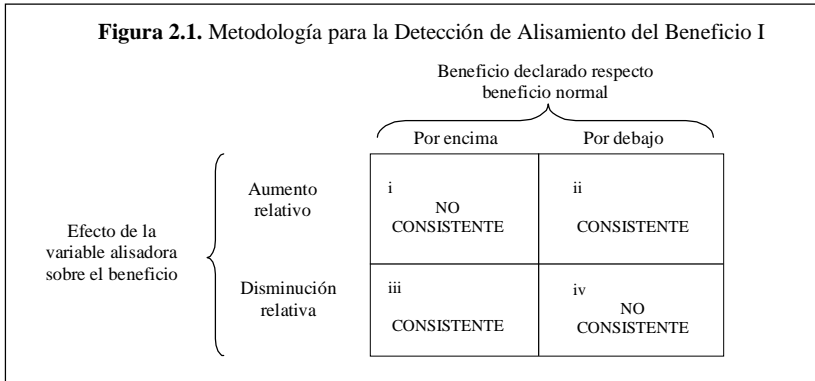 Figura 2.1. Metodología para la Detección de Alisamiento del Beneficio I
Beneficio declarado respecto
beneficio normal
Por encima
Por debajo
Efecto de la
variable alisadora
sobre el beneficio
Aumento
relativo
i
NO
CONSISTENTE
ii
CONSISTENTE
Disminución
relativa
iii
CONSISTENTE
iv
NO
CONSISTENTE